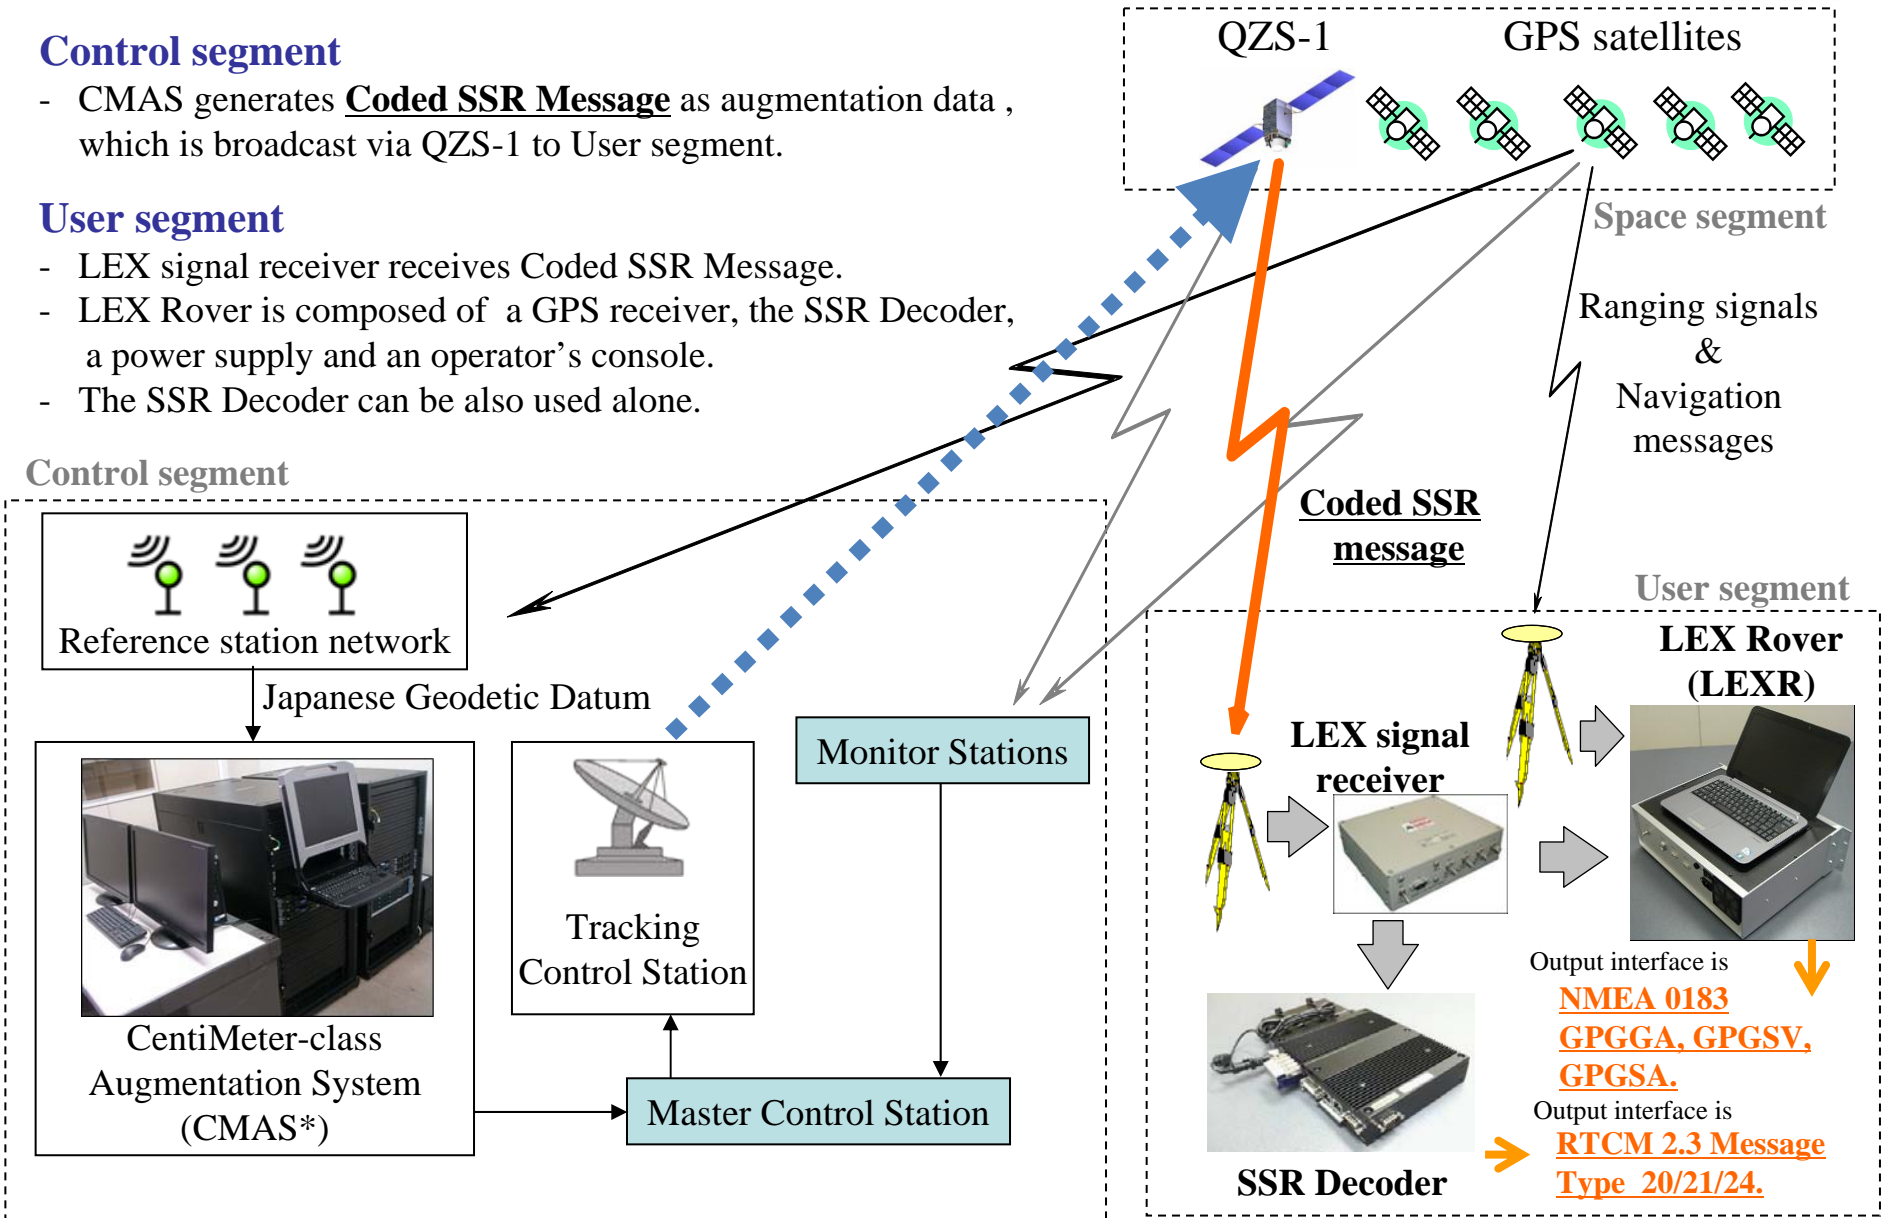 Control segment
- CMAS generates Coded SSR Message as augmentation data ,
which is broadcast via QZS-1 to User segment.
User segment
- LEX signal receiver receives Coded SSR Message.
- LEX Rover is composed of a GPS receiver, the SSR Decoder,
a power supply and an operator’s console.
- The SSR Decoder can be also used alone.
QZS-1
GPS satellites
Space segment
Ranging signals
&
Navigation
messages
Coded SSR
message
Control segment
Reference station network
Japanese Geodetic Datum
CentiMeter-class
Augmentation System
(CMAS*)
Tracking
Control Station
Monitor Stations
Master Control Station
User segment
LEX Rover
(LEXR)
LEX signal
receiver
SSR Decoder
Output interface is
NMEA 0183
GPGGA, GPGSV,
GPGSA.
Output interface is
RTCM 2.3 Message
Type 20/21/24.